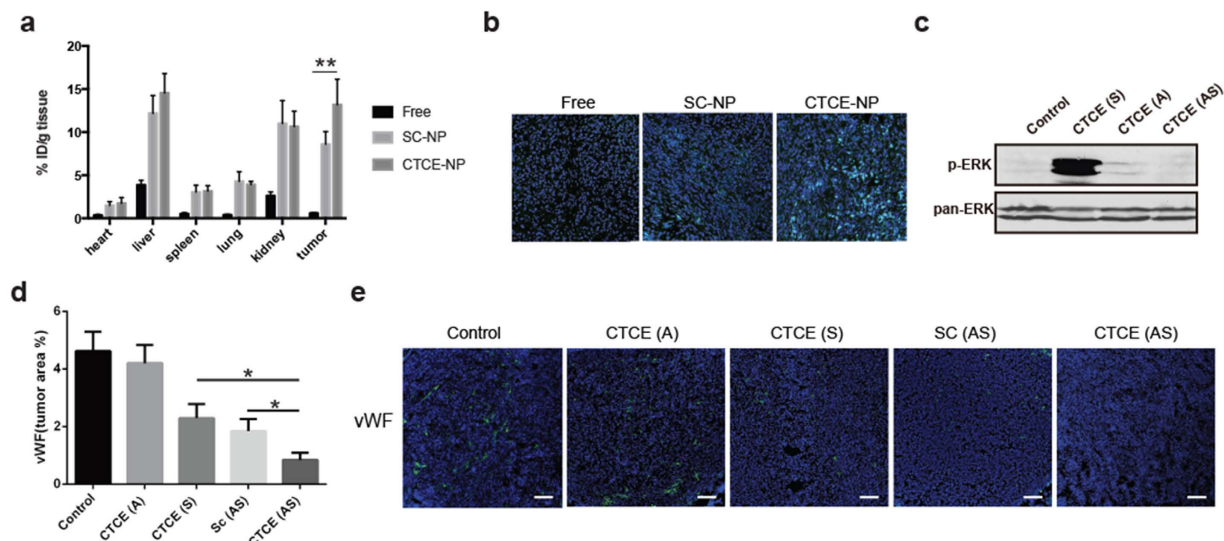 a
20
15
10
5
0
% ID/g tissue
**
heart
liver
spleen
lung
kidney
tumor
Free
SC-NP
CTCE-NP
b
Free
SC-NP
CTCE-NP
c
Control
CTCE (S)
CTCE (A)
CTCE (AS)
p-ERK
pan-ERK
d
6
4
2
0
vWF(tumor area %)
*
*
Control
CTCE (A)
CTCE (S)
Sc (AS)
CTCE (AS)
e
Control
CTCE (A)
CTCE (S)
SC (AS)
CTCE (AS)
vWF